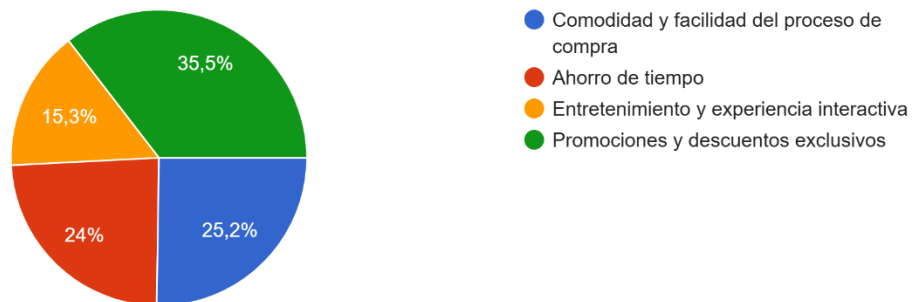 35,5%
15,3%
24%
25,2%
Comodidad y facilidad del proceso de
compra
Ahorro de tiempo
Entretenimiento y experiencia interactiva
Promociones y descuentos exclusivos